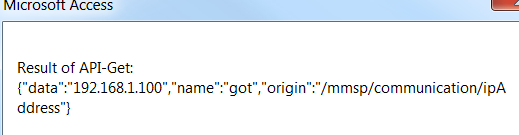 Microsoft Access
Result of API-Get:
{"data":"192.168.1.100","name":"got","origin":"/mmsp/communication/ipA
ddress"}